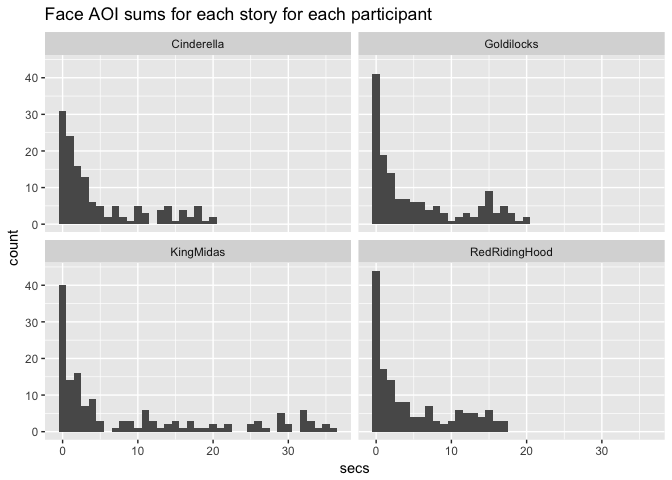 Face AOI sums for each story for each participant
Cinderella
Goldilocks
40
30
20
10
0
KingMidas
RedRidingHood
40
30
20
10
0
count
0 10 20 30
0 10 20 30
secs